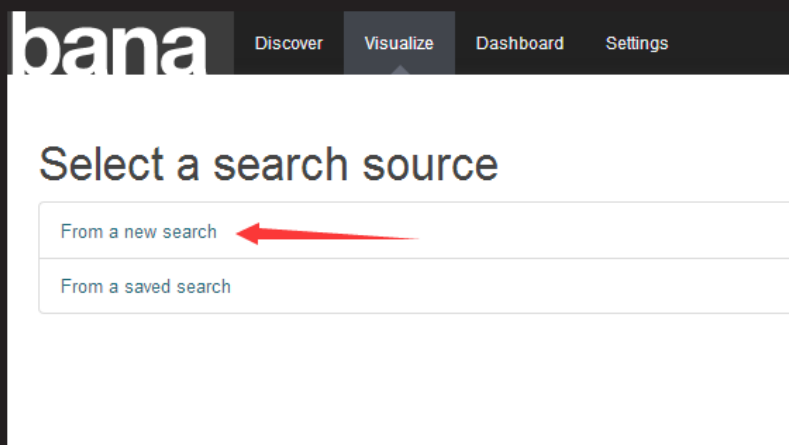 bana
Discover Visualize Dashboard Settings
Select a search source
From a new search
From a saved search